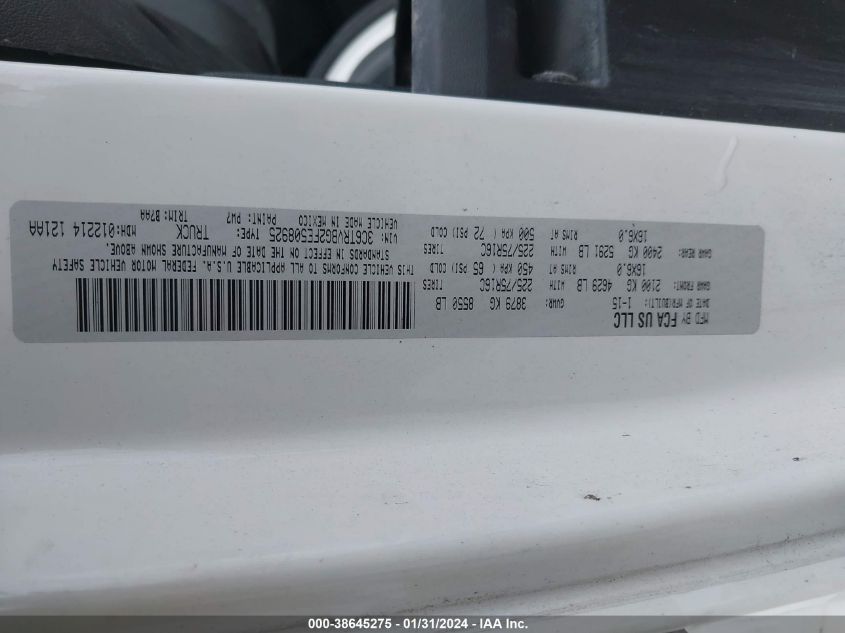 MFD BY FCA US LLC
DATE OF MFR(BUILT): 1-15 GVWR: 3879 KG 8550 LB
GAWR FRONT: 2100 KG 4629 LB WITH 225/75R16C TIRES
16X6.0 RIMS AT 450 KPA ( 65 PSI) COLD
GAWR REAR: 2400 KG 5291 LB WITH 225/75R16C TIRES
16X6.0 RIMS AT 500 KPA ( 72 PSI) COLD
THIS VEHICLE CONFORMS TO ALL APPLICABLE U.S.A. FEDERAL MOTOR VEHICLE SAFETY
STANDARDS IN EFFECT ON THE DATE OF MANUFACTURE SHOWN ABOVE.
VIN: 3C6TRVBG2FE508925 TYPE: TRUCK MDH:012214 121AA
VEHICLE MADE IN MEXICO PAINT: PW7 TRIM:B7AA
000-38645275 - 01/31/2024 - IAA Inc.